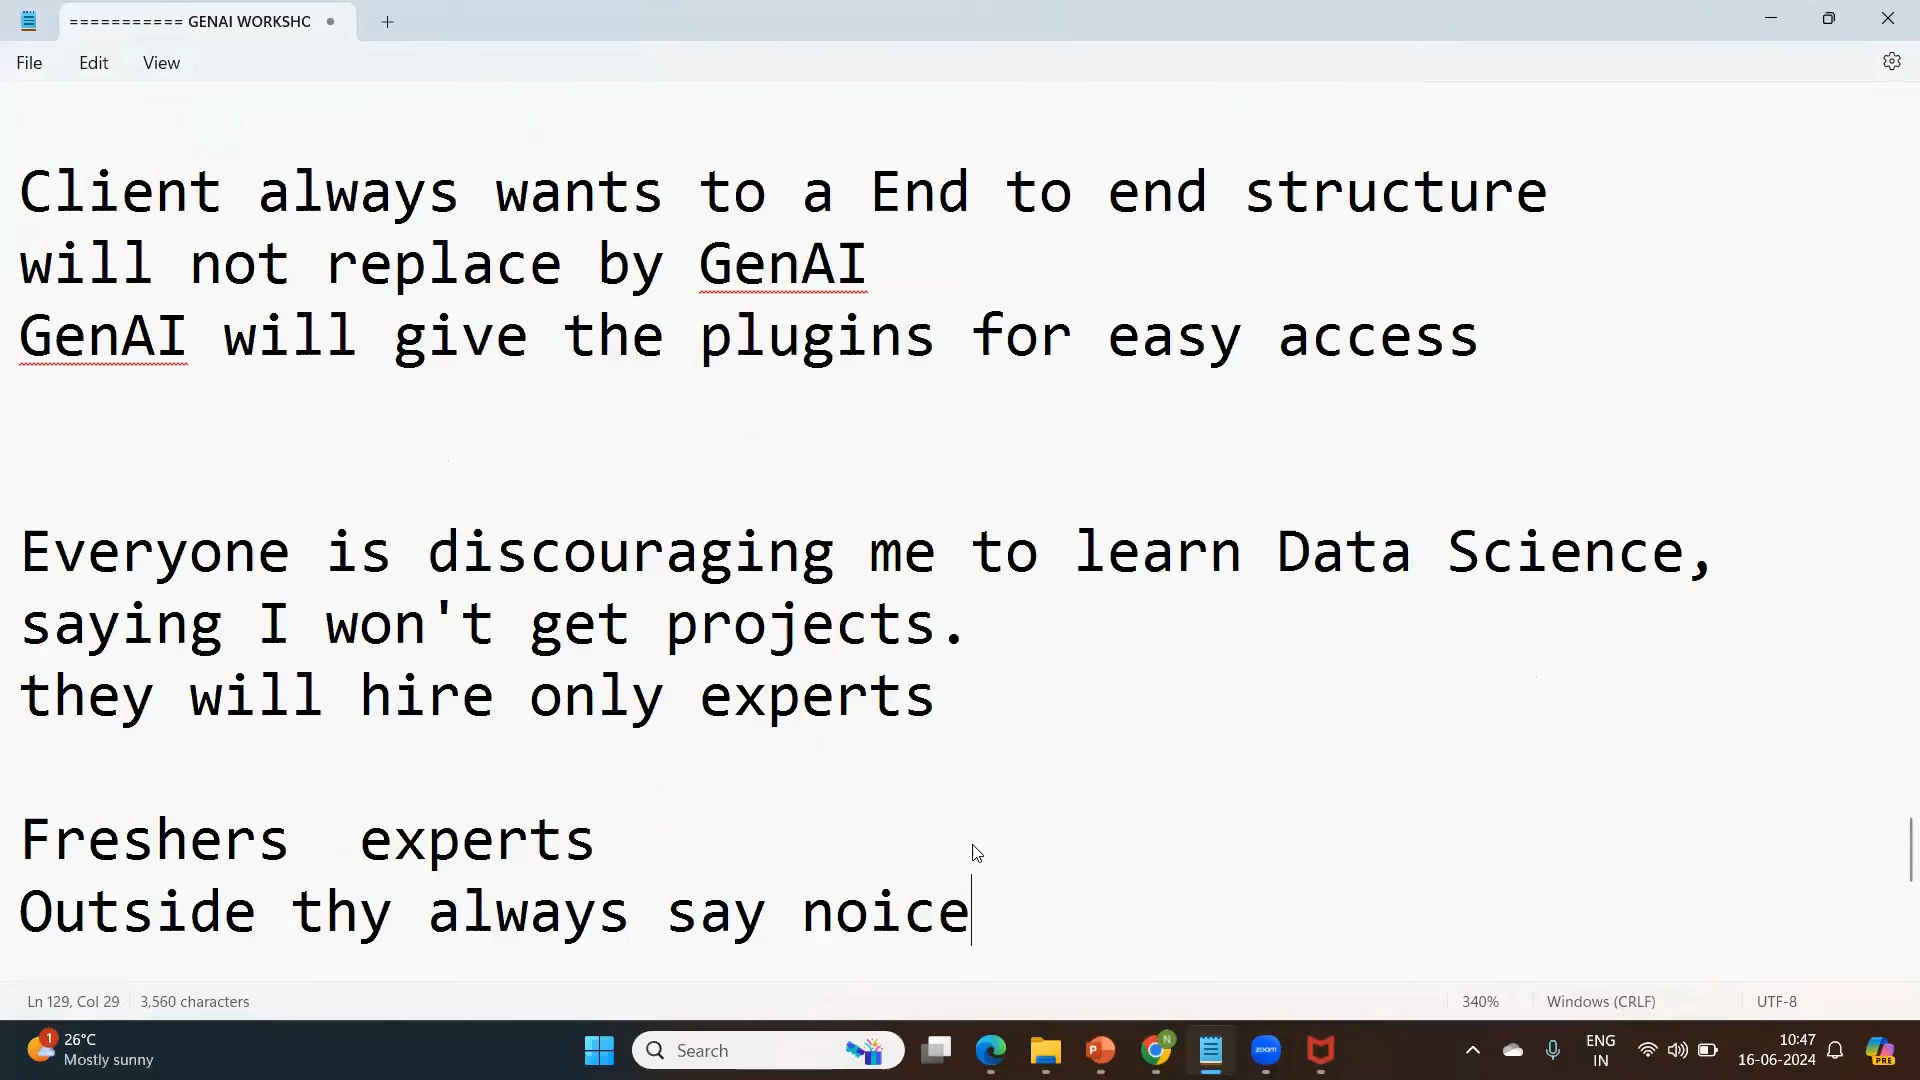 =========== GENAI WORKSHC
File Edit View
Client always wants to a End to end structure
will not replace by GenAI
GenAI will give the plugins for easy access
Everyone is discouraging me to learn Data Science,
saying I won't get projects.
they will hire only experts
Freshers  experts
Outside thy always say noice
Ln 129, Col 29 3,560 characters 340% Windows (CRLF) UTF-8
1 26°C
Mostly sunny
Search
P
N
zoom
ENG
IN
10:47
16-06-2024
PRE